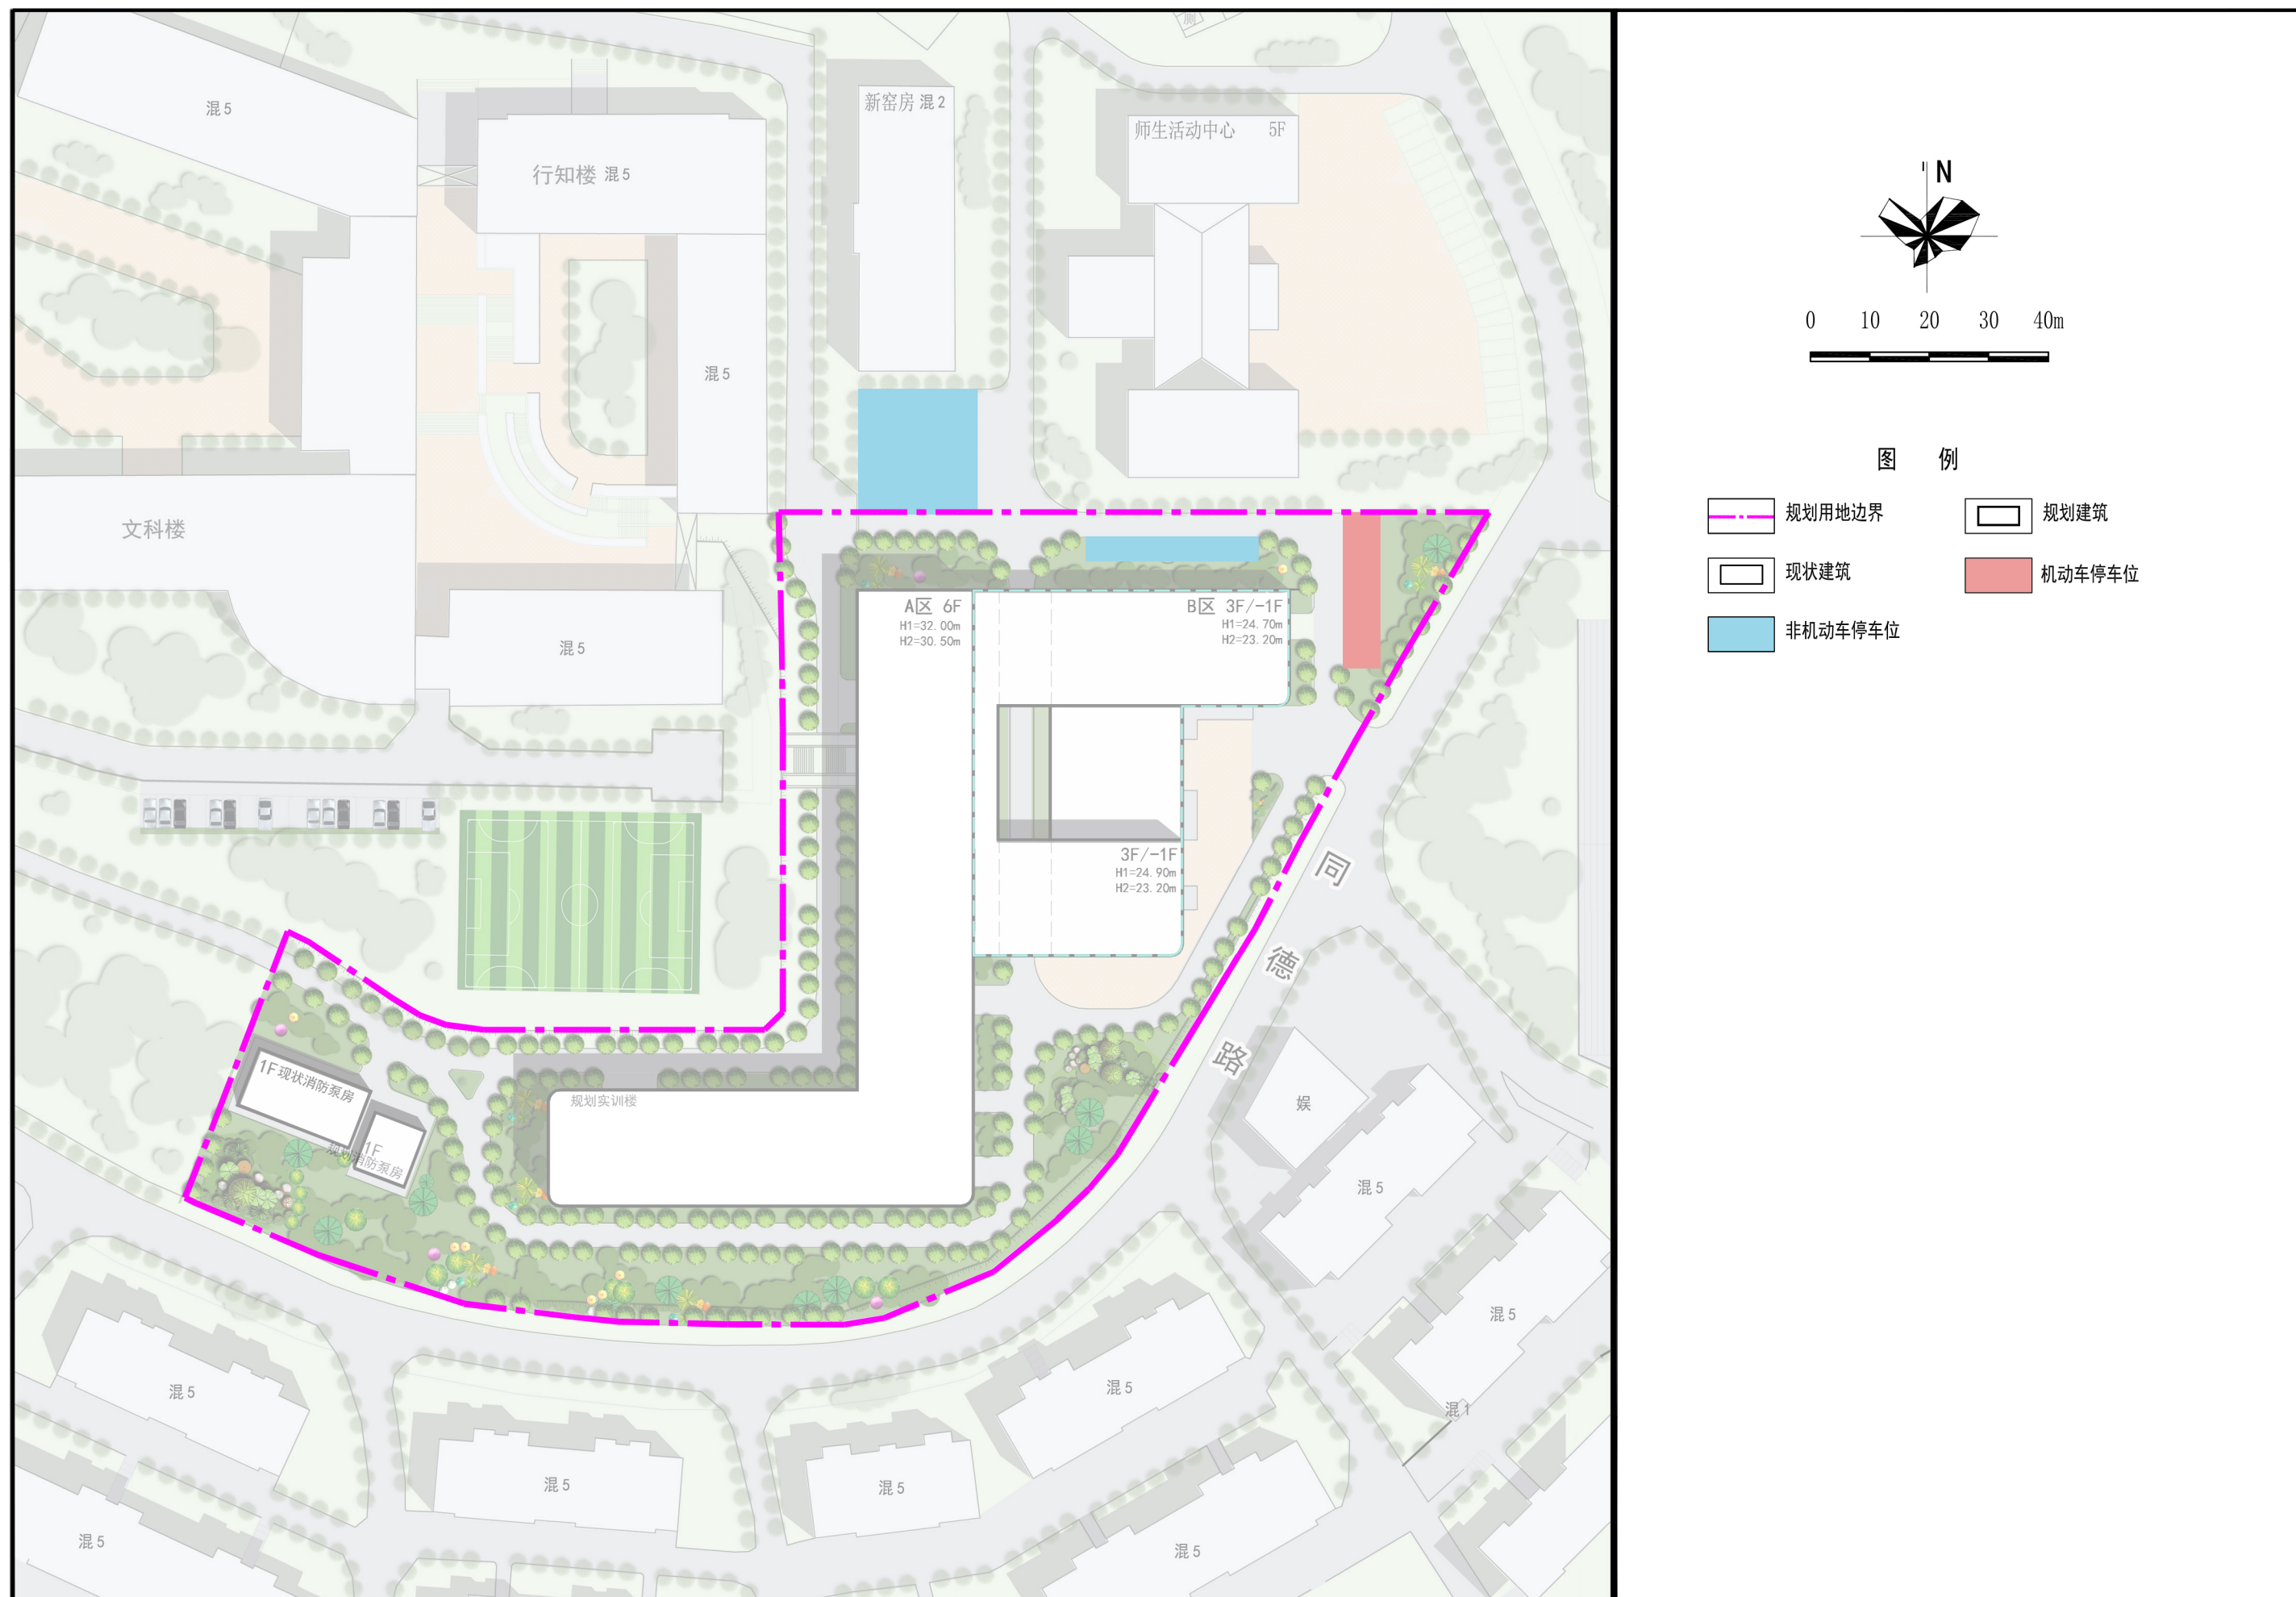 混5
行知楼 混5
新窑房 混2
师生活动中心 5F
混5
文科楼
混5
A区 6F
H1=32.00m
H2=30.50m
B区 3F/-1F
H1=24.70m
H2=23.20m
3F/-1F
H1=24.90m
H2=23.20m
同
德
路
1F现状消防泵房
1F
规划消防泵房
规划实训楼
娱
混5
混5
混5
混5
混1
混5
混5
混5
混5
N
0 10 20 30 40m
图 例
规划用地边界
规划建筑
现状建筑
机动车停车位
非机动车停车位